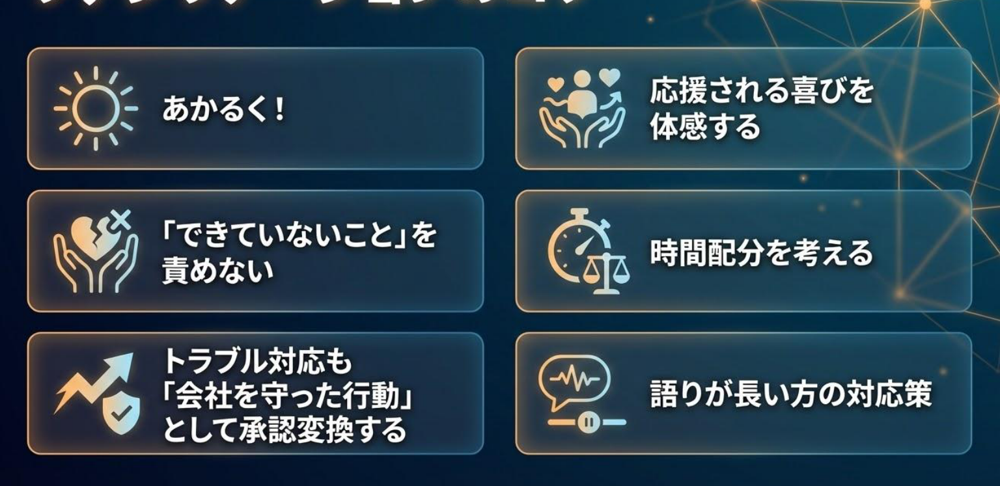 あかるく！
「できていないこと」を
責めない
トラブル対応も
「会社を守った行動」
として承認変換する
応援される喜びを
体感する
時間配分を考える
語りが長い方の対応策